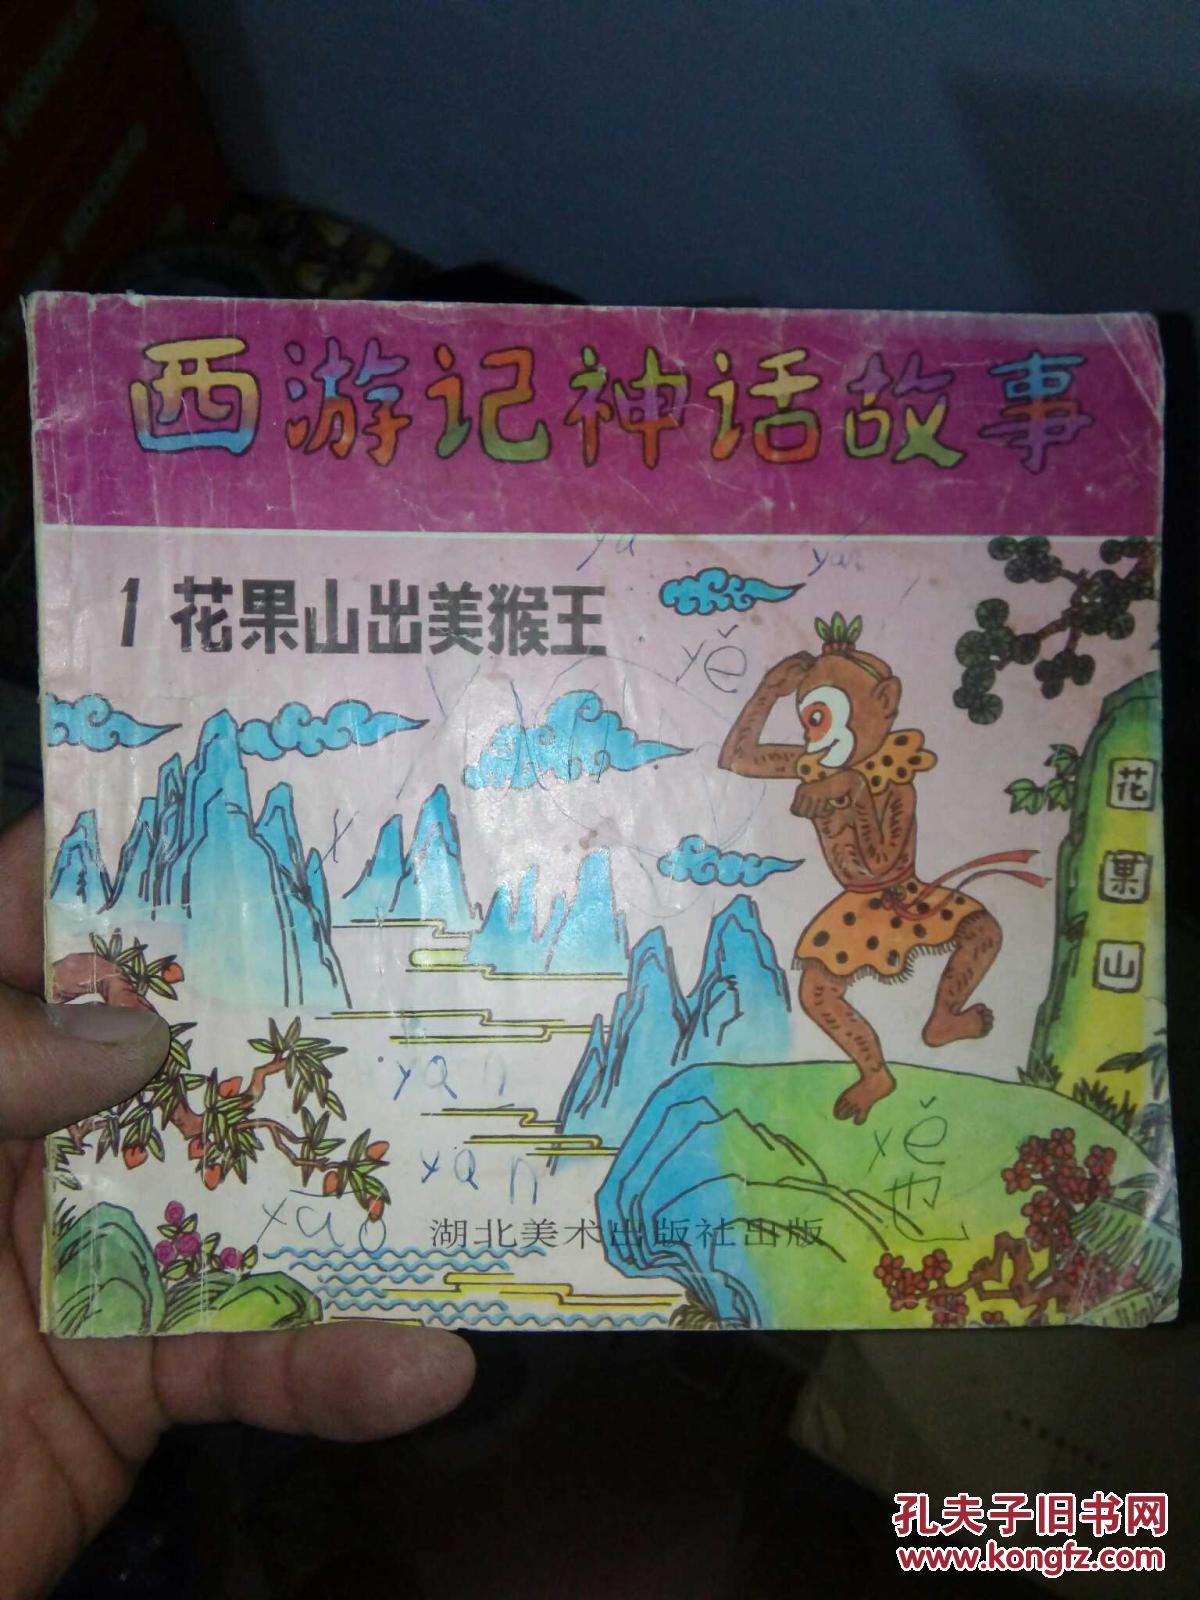 西游记神话故事
ya
yan
1 花果山出美猴王
yě
花果山
x
yan
yan
yāo
yě
也
湖北美术出版社出版
孔夫子旧书网
www.kongfz.com